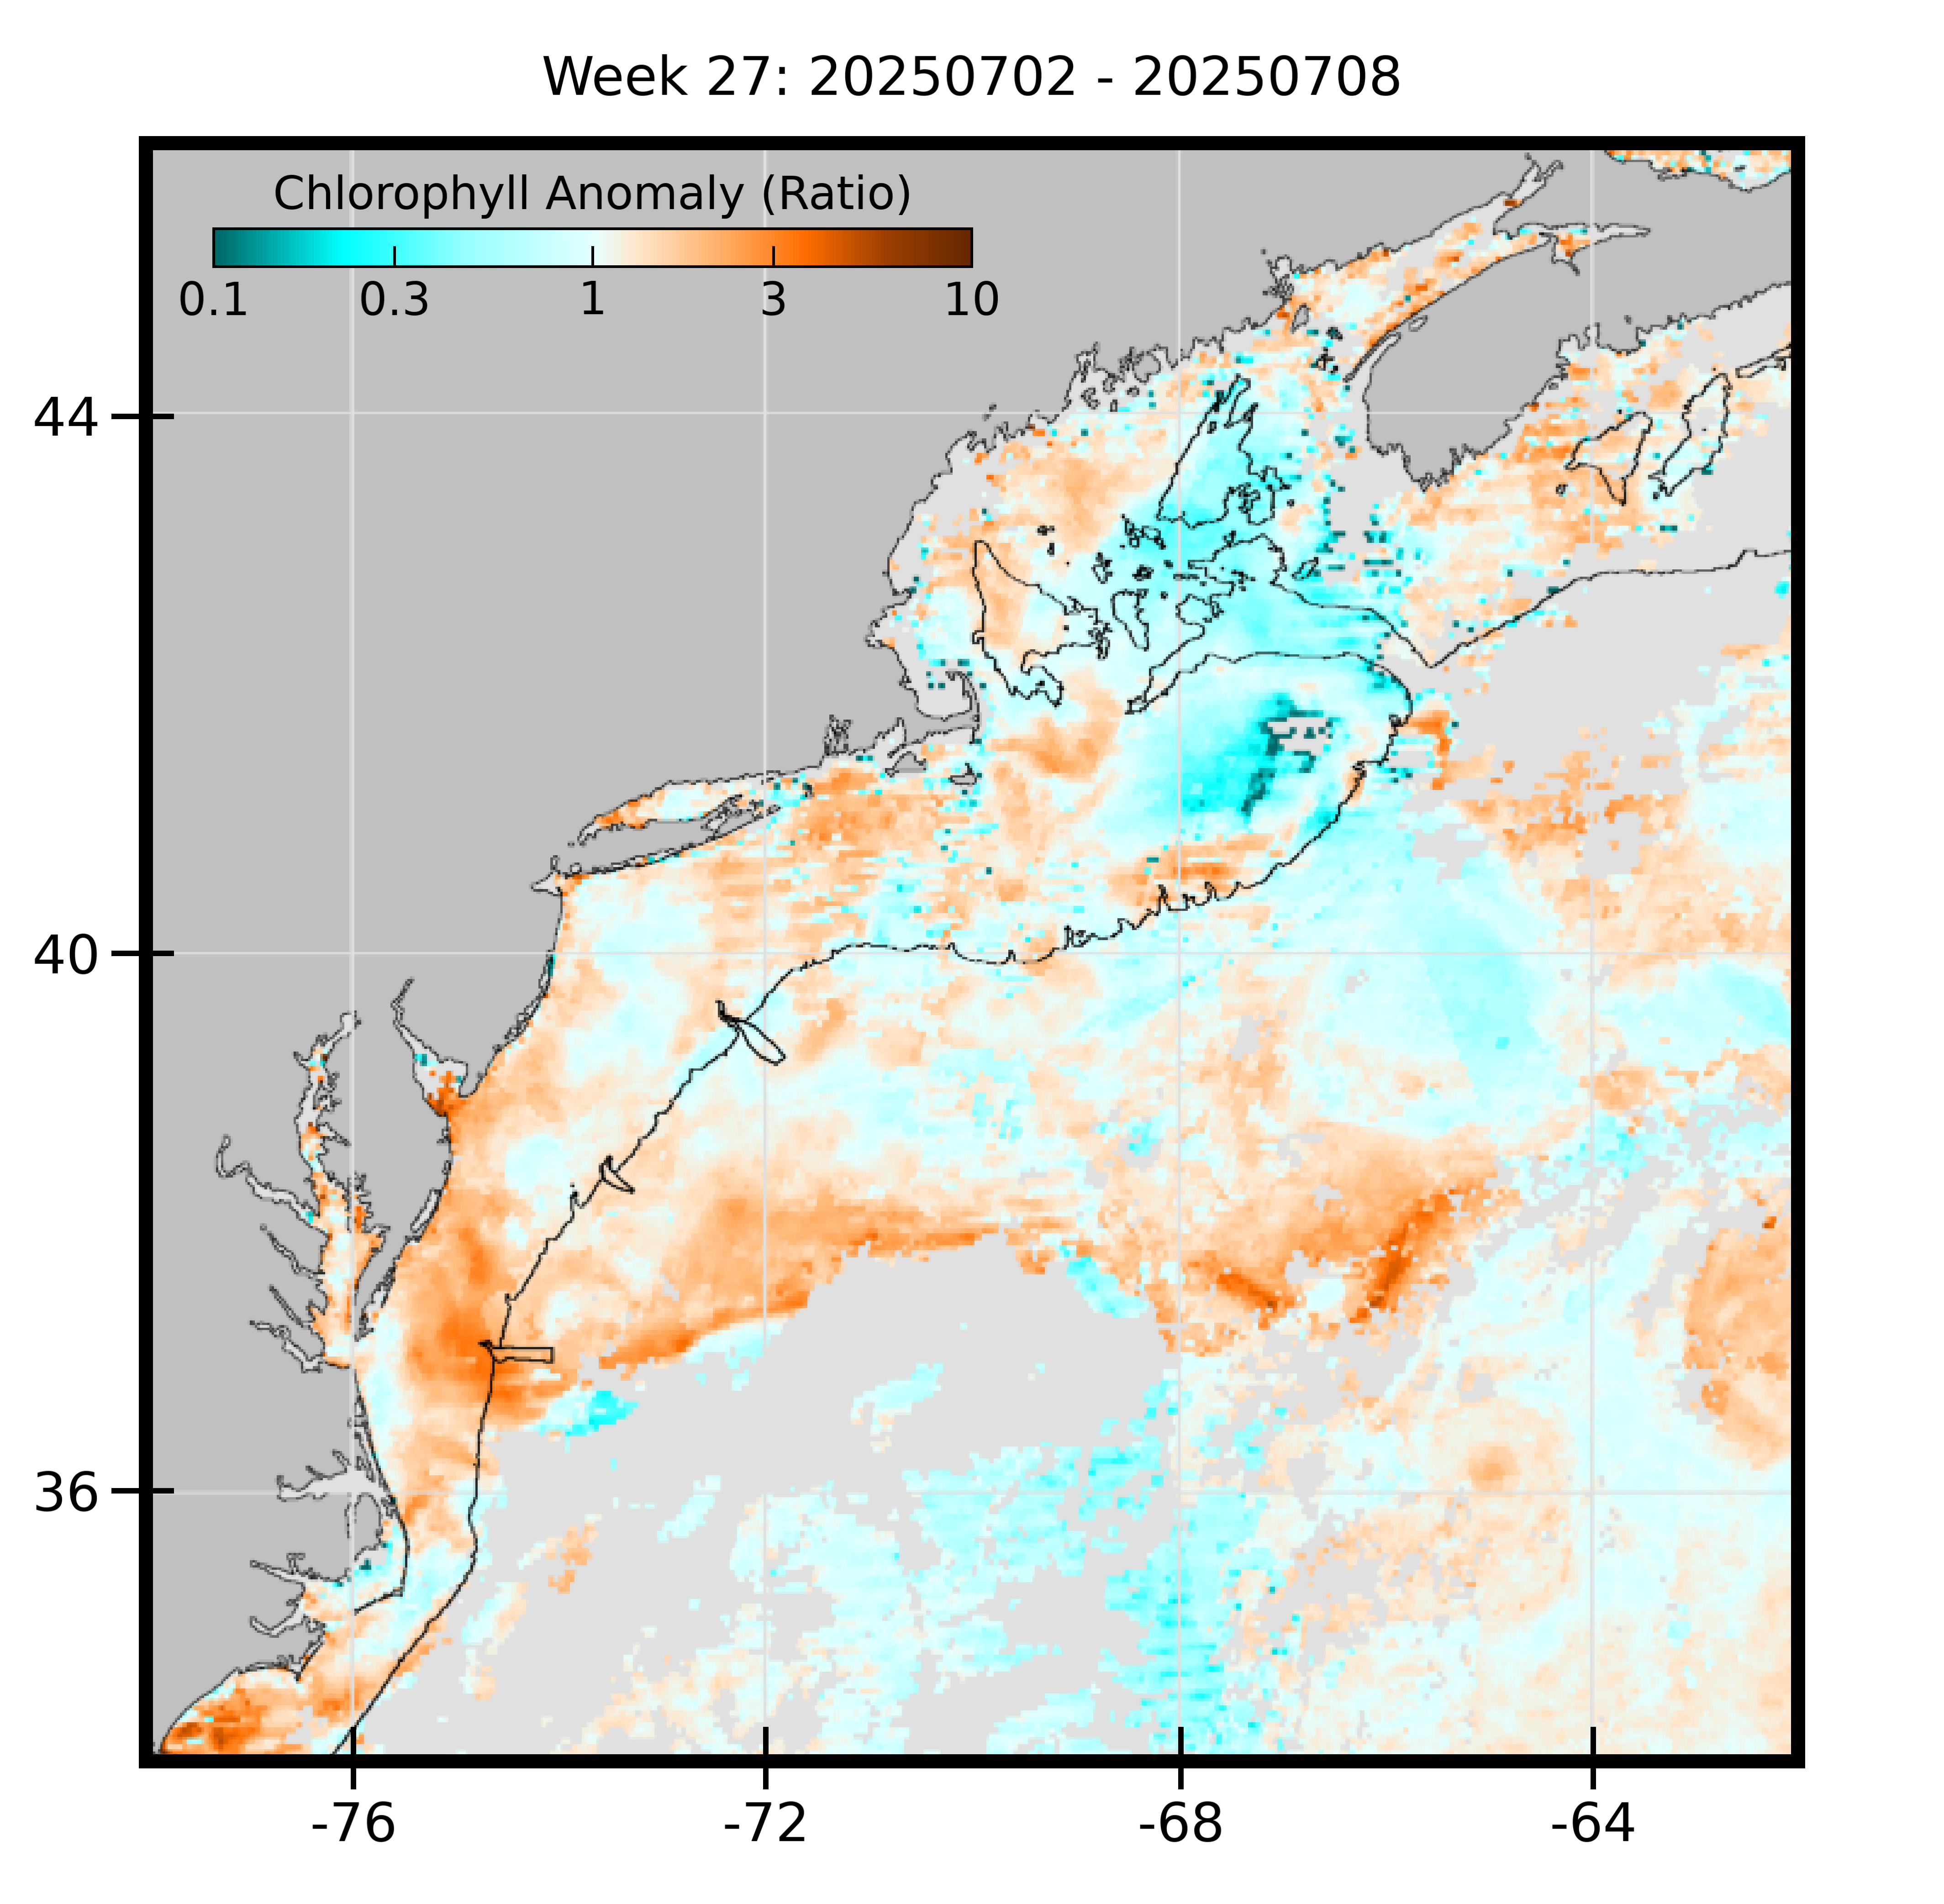 Week 27: 20250702 - 20250708
Chlorophyll Anomaly (Ratio)
0.1 0.3 1 3 10
44
40
36
-76 -72 -68 -64